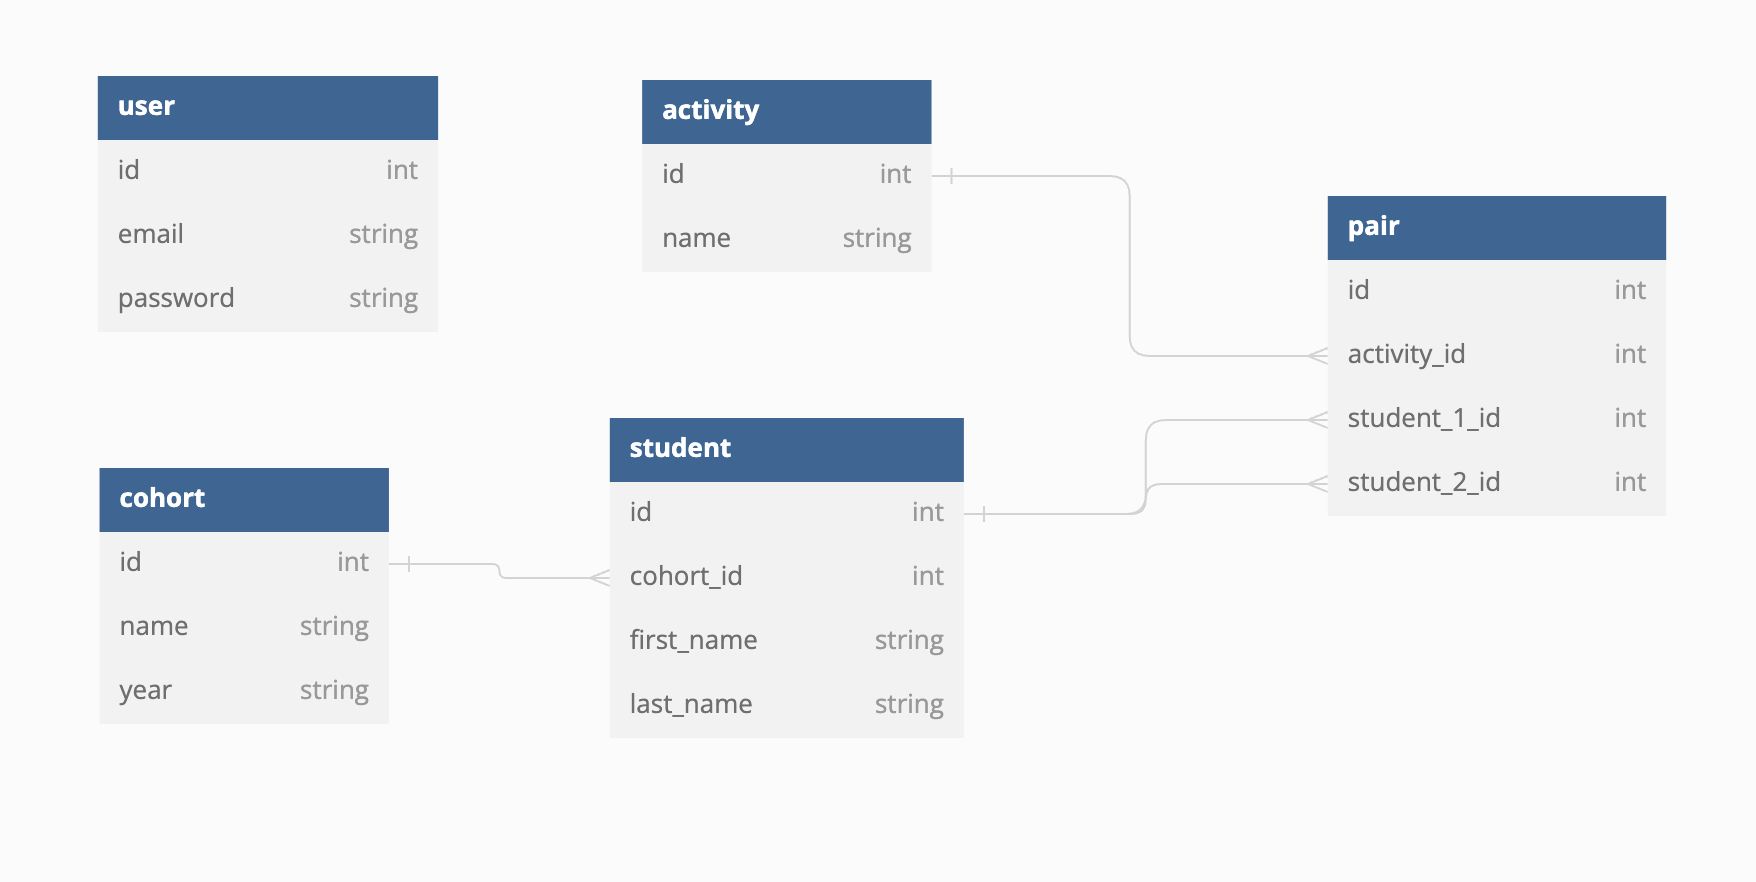 user
id int
email string
password string
activity
id int
name string
pair
id int
activity_id int
student_1_id int
student_2_id int
cohort
id int
name string
year string
student
id int
cohort_id int
first_name string
last_name string